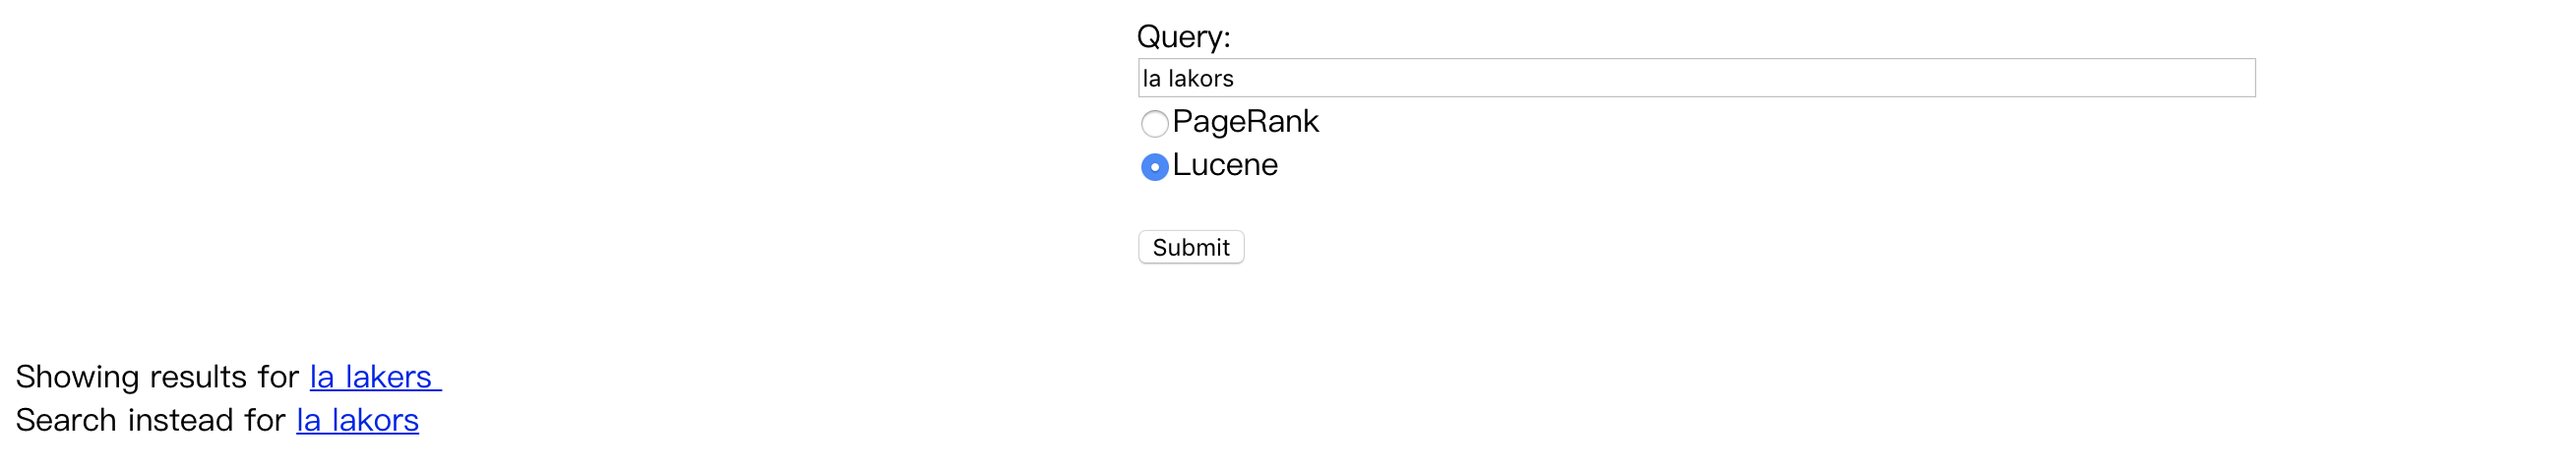 Query:
la lakors
PageRank
Lucene
Submit
Showing results for la lakers
Search instead for la lakors